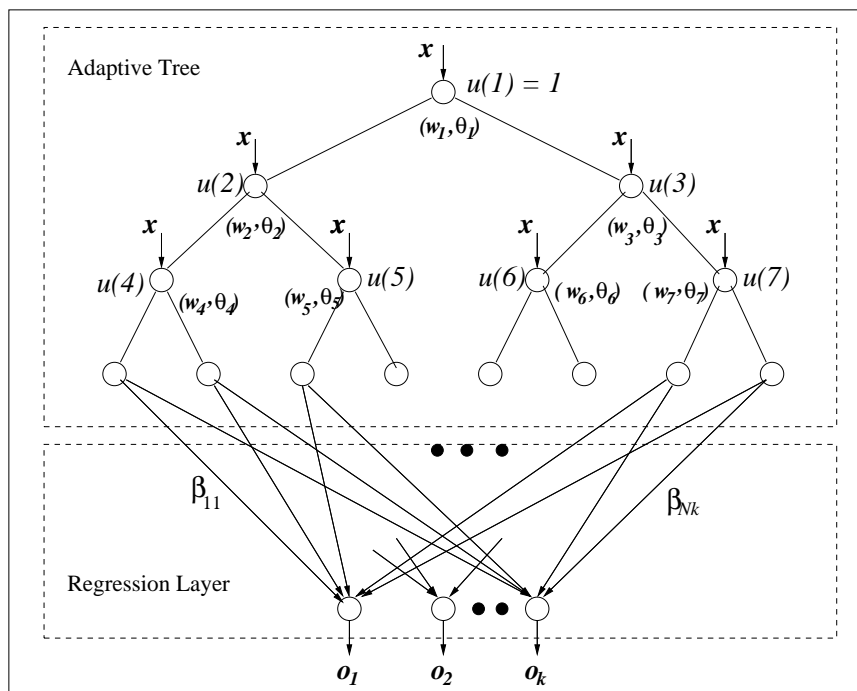 x
Adaptive Tree
u(1) = 1
(w1,θ1)
x
x
u(2)
u(3)
(w2,θ2)
(w3,θ3)
x
x
x
x
u(4)
u(5)
u(6)
u(7)
(w4,θ4)
(w5,θ5)
(w6,θ6)
(w7,θ7)
β11
βNk
Regression Layer
o1
o2
ok